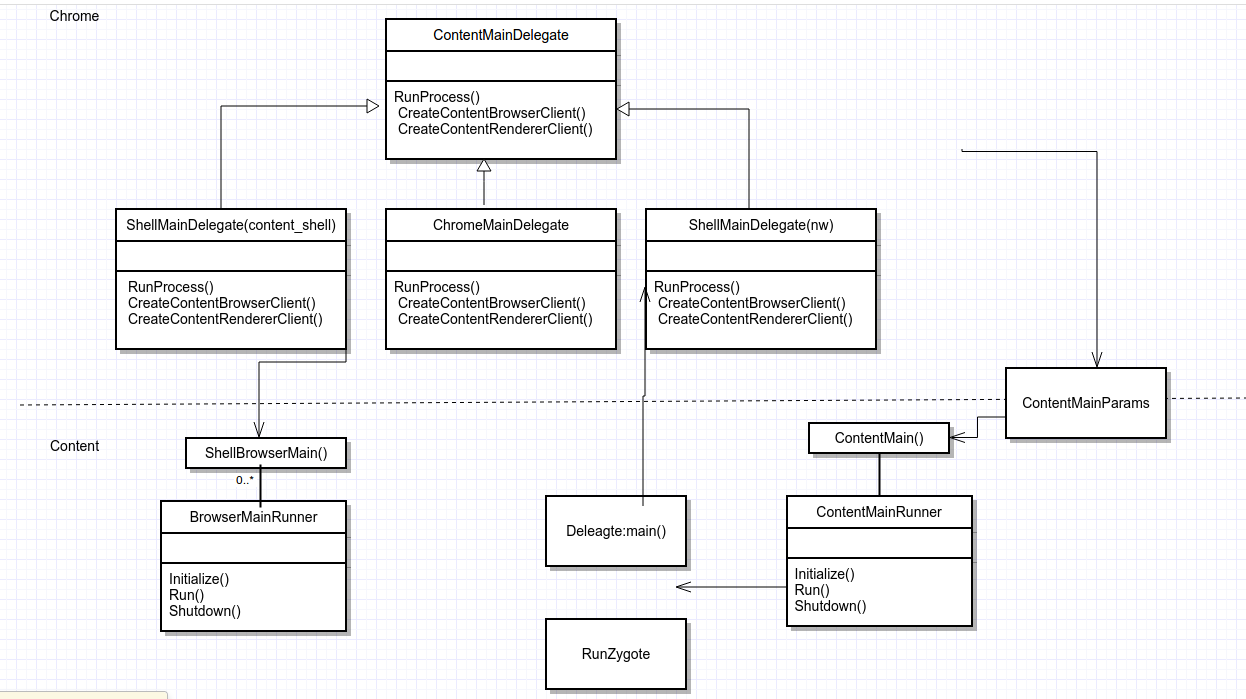 Chrome
ContentMainDelegate
RunProcess()
CreateContentBrowserClient()
CreateContentRendererClient()
ShellMainDelegate(content_shell)
RunProcess()
CreateContentBrowserClient()
CreateContentRendererClient()
ChromeMainDelegate
RunProcess()
CreateContentBrowserClient()
CreateContentRendererClient()
ShellMainDelegate(nw)
RunProcess()
CreateContentBrowserClient()
CreateContentRendererClient()
ContentMainParams
Content
ShellBrowserMain()
0..*
BrowserMainRunner
Initialize()
Run()
Shutdown()
Deleagte:main()
RunZygote
ContentMain()
ContentMainRunner
Initialize()
Run()
Shutdown()